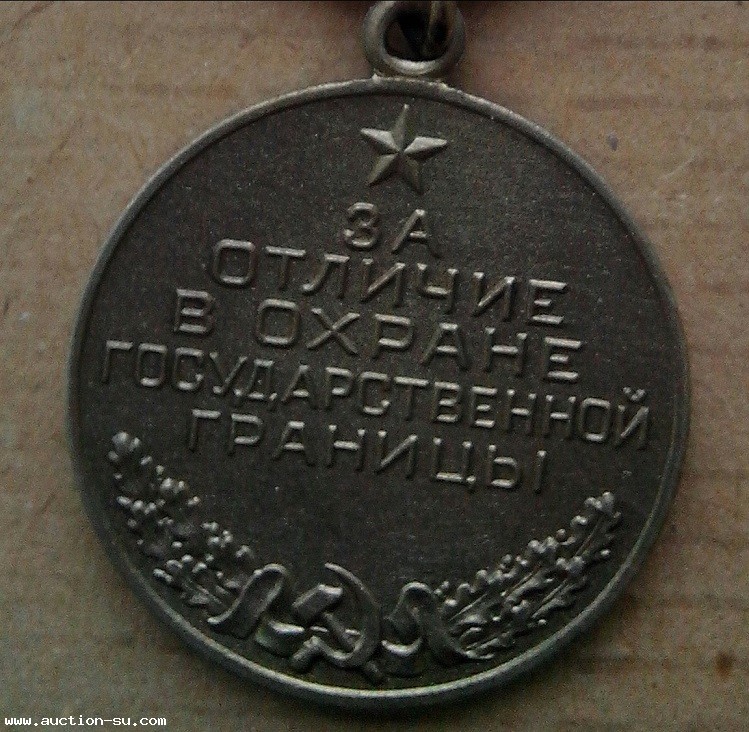 ЗА
ОТЛИЧИЕ
В ОХРАНЕ
ГОСУДАРСТВЕННОЙ
ГРАНИЦЫ
www.auction-su.com